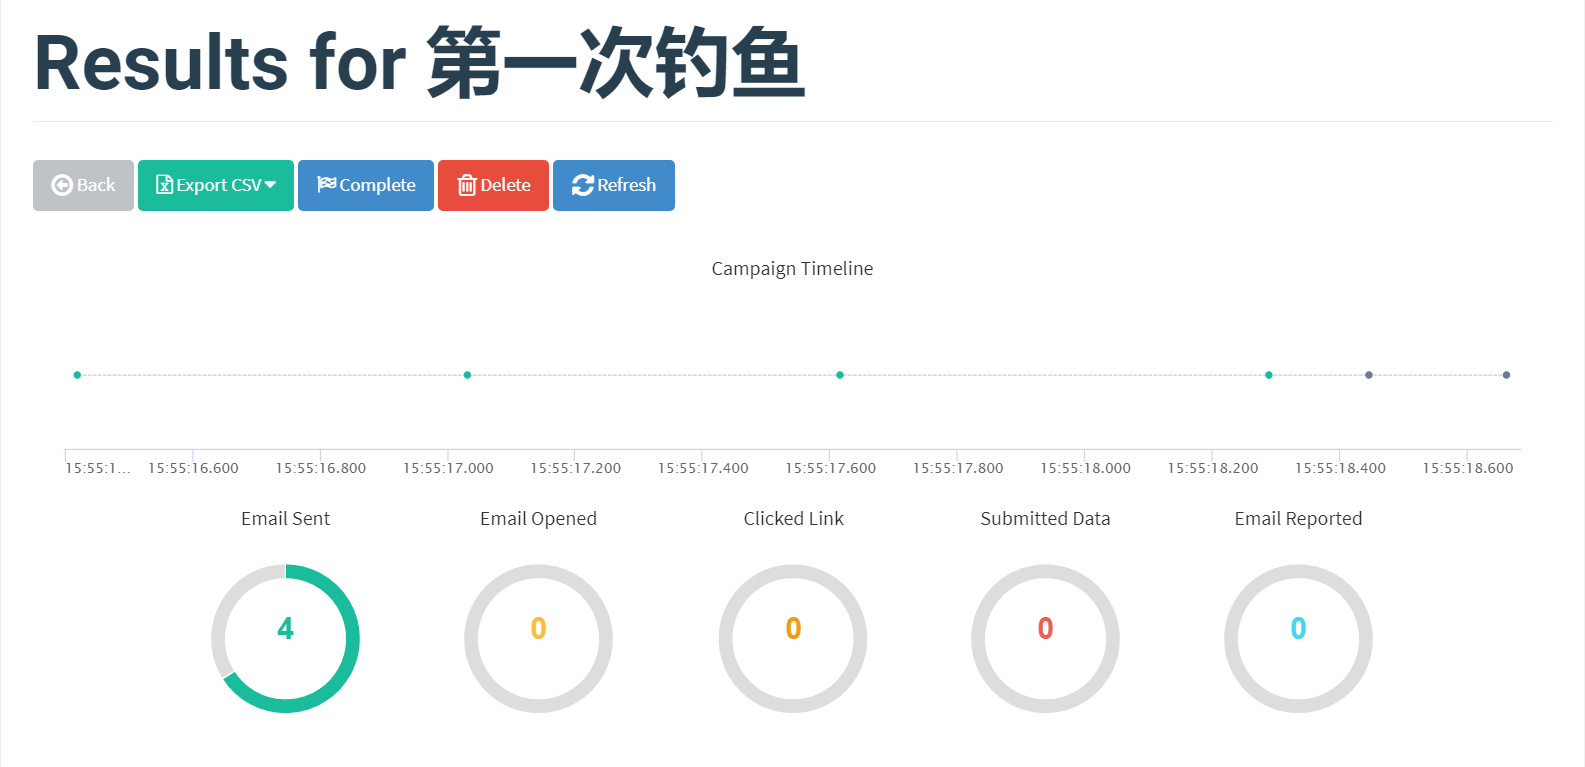 Results for 第一次钓鱼
Back Export CSV Complete Delete Refresh
Campaign Timeline
15:55:1... 15:55:16.600 15:55:16.800 15:55:17.000 15:55:17.200 15:55:17.400 15:55:17.600 15:55:17.800 15:55:18.000 15:55:18.200 15:55:18.400 15:55:18.600
Email Sent Email Opened Clicked Link Submitted Data Email Reported
4 0 0 0 0